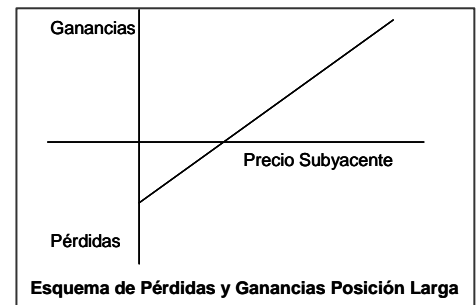 Ganancias
Precio Subyacente
Pérdidas
Esquema de Pérdidas y Ganancias Posición Larga